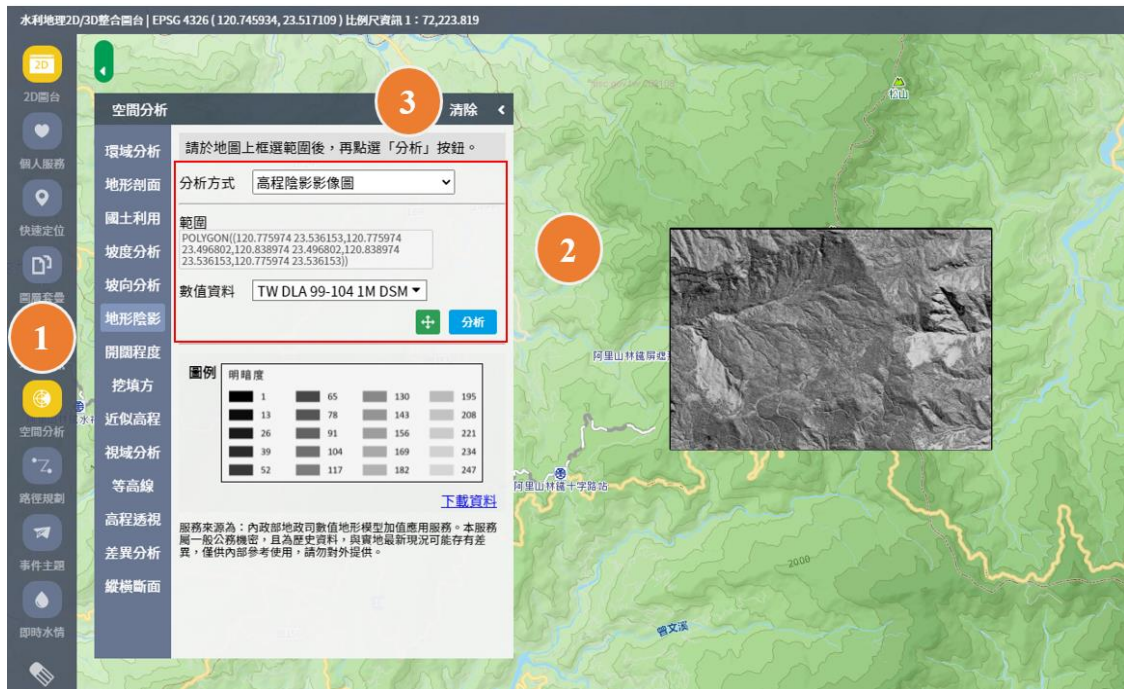 水利地理2D/3D整合圖台 | EPSG 4326 ( 120.745934, 23.517109 ) 比例尺資訊 1：72,223.819
2D
2D圖台
個人服務
快速定位
圖層套疊
1
空間分析
路徑規劃
事件主題
即時水情
空間分析
3
清除
環域分析
地形剖面
國土利用
坡度分析
坡向分析
地形陰影
開闊程度
挖填方
近似高程
視域分析
等高線
高程透視
差異分析
縱橫斷面
請於地圖上框選範圍後，再點選「分析」按鈕。
分析方式 高程陰影影像圖
範圍
POLYGON((120.775974 23.536153,120.775974
23.496802,120.838974 23.496802,120.838974
23.536153,120.775974 23.536153))
數值資料 TW DLA 99-104 1M DSM
分析
圖例 明暗度
1 65 130 195
13 78 143 208
26 91 156 221
39 104 169 234
52 117 182 247
下載資料
服務來源為：內政部地政司數值地形模型加值應用服務。本服務
屬一般公務機密，且為歷史資料，與實地最新現況可能存有差
異，僅供內部參考使用，請勿對外提供。
2
阿里山林鐵屏遮
阿里山林鐵十字路站
2000
曾文溪